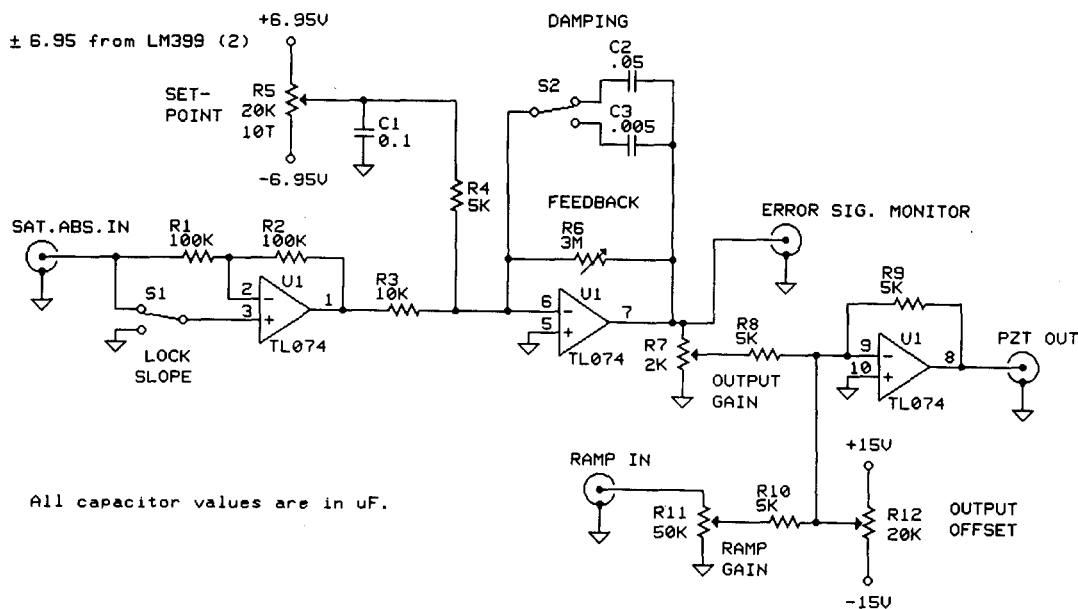 ± 6.95 from LM399 (2)
+6.95V
SET-
POINT
R5
20K
10T
-6.95V
C1
0.1
R4
5K
DAMPING
S2
C2
.05
C3
.005
FEEDBACK
R6
3M
SAT.ABS.IN
R1
100K
R2
100K
S1
LOCK
SLOPE
2
3
-
+
U1
1
TL074
R3
10K
6
5
-
+
U1
7
TL074
ERROR SIG. MONITOR
R7
2K
OUTPUT
GAIN
R8
5K
R9
5K
9
10
-
+
U1
8
TL074
PZT OUT
RAMP IN
R11
50K
RAMP
GAIN
R10
5K
+15V
R12
20K
OUTPUT
OFFSET
-15V
All capacitor values are in uF.